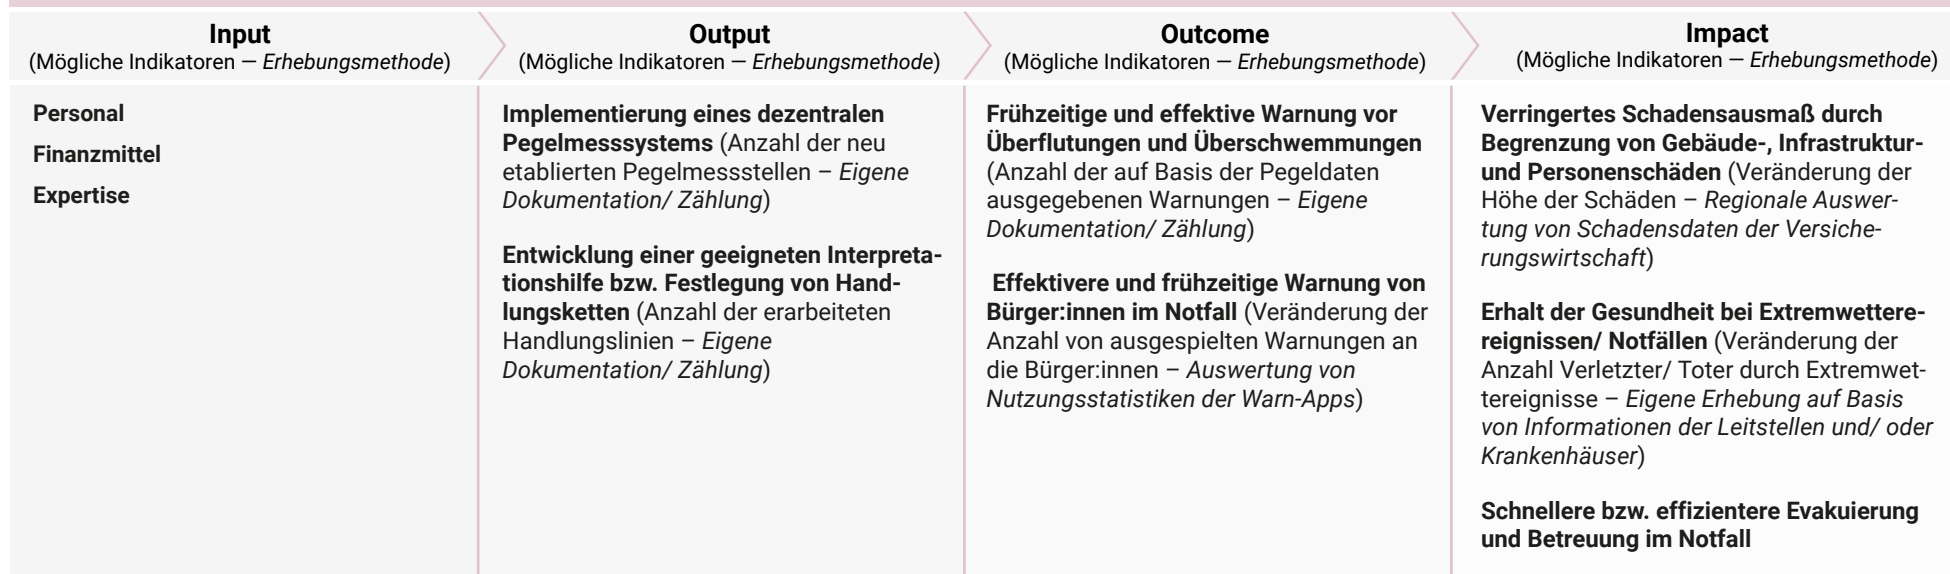 Input
(Mögliche Indikatoren — Erhebungsmethode)
Personal
Finanzmittel
Expertise
Output
(Mögliche Indikatoren — Erhebungsmethode)
Implementierung eines dezentralen
Pegelmesssystems (Anzahl der neu
etablierten Pegelmessstellen – Eigene
Dokumentation/ Zählung)
Entwicklung einer geeigneten Interpreta-
tionshilfe bzw. Festlegung von Hand-
lungsketten (Anzahl der erarbeiteten
Handlungslinien – Eigene
Dokumentation/ Zählung)
Outcome
(Mögliche Indikatoren — Erhebungsmethode)
Frühzeitige und effektive Warnung vor
Überflutungen und Überschwemmungen
(Anzahl der auf Basis der Pegeldaten
ausgegebenen Warnungen – Eigene
Dokumentation/ Zählung)
Effektivere und frühzeitige Warnung von
Bürger:innen im Notfall (Veränderung der
Anzahl von ausgespielten Warnungen an
die Bürger:innen – Auswertung von
Nutzungsstatistiken der Warn-Apps)
Impact
(Mögliche Indikatoren — Erhebungsmethode)
Verringertes Schadensausmaß durch
Begrenzung von Gebäude-, Infrastruktur-
und Personenschäden (Veränderung der
Höhe der Schäden – Regionale Auswer-
tung von Schadensdaten der Versiche-
rungswirtschaft)
Erhalt der Gesundheit bei Extremwettere-
reignissen/ Notfällen (Veränderung der
Anzahl Verletzter/ Toter durch Extremwet-
tereignisse – Eigene Erhebung auf Basis
von Informationen der Leitstellen und/ oder
Krankenhäuser)
Schnellere bzw. effizientere Evakuierung
und Betreuung im Notfall